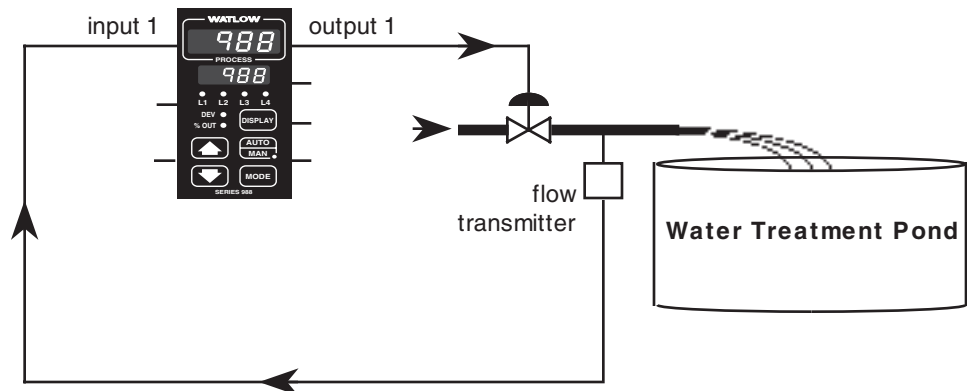 input 1
WATLOW
output 1
988
PROCESS
988
L1 L2 L3 L4
DEV
% OUT
DISPLAY
AUTO
MAN
MODE
SERIES 988
flow
transmitter
Water Treatment Pond